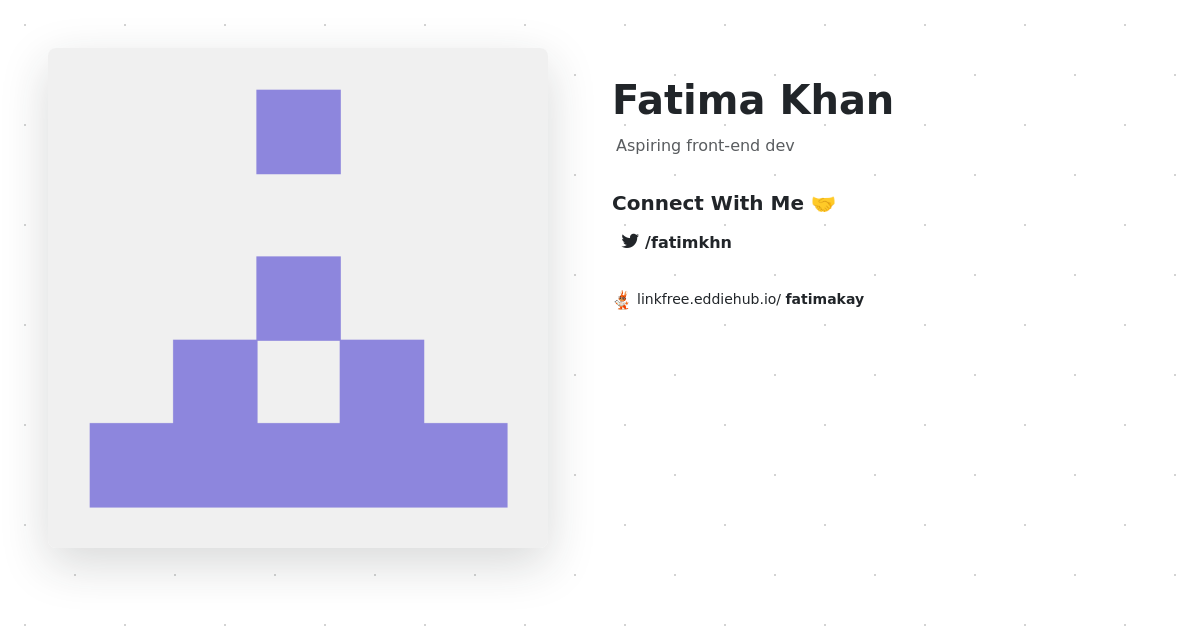 Fatima Khan
Aspiring front-end dev
Connect With Me 🤝
/fatimkhn
linkfree.eddiehub.io/ fatimakay